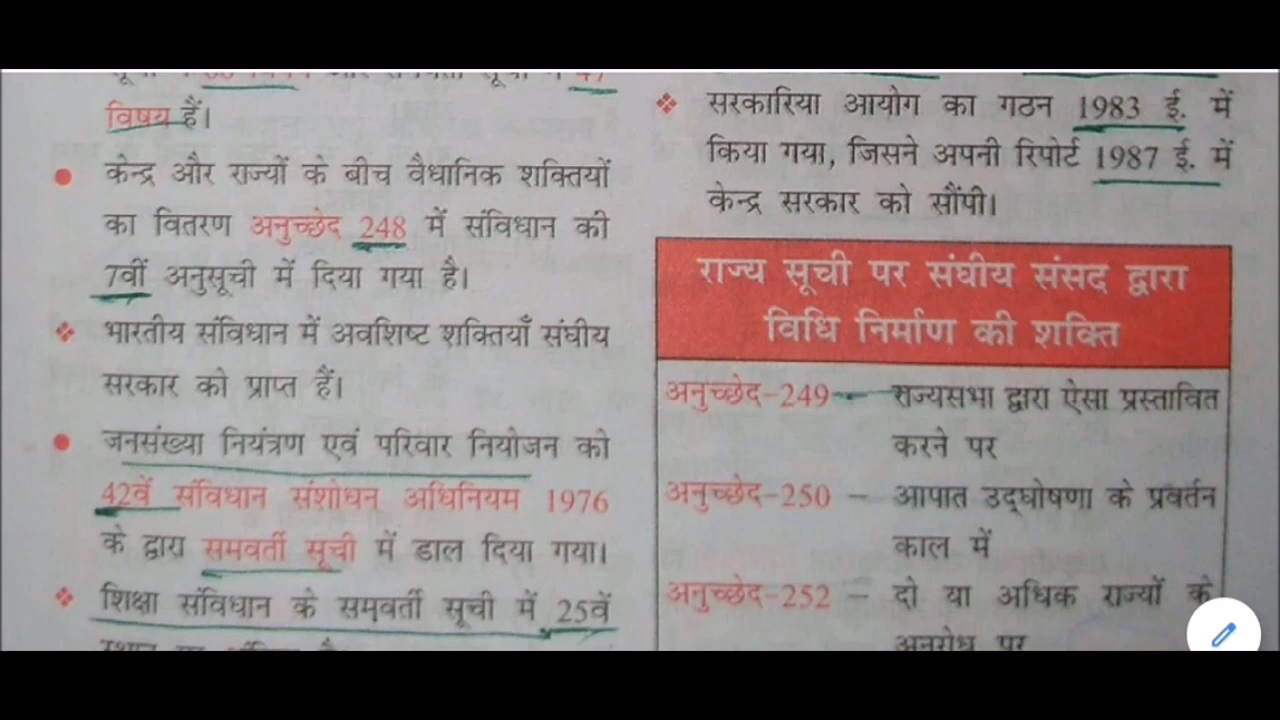 विषय हैं।
केन्द्र और राज्यों के बीच वैधानिक शक्तियों
का वितरण अनुच्छेद 248 में संविधान की
7वीं अनुसूची में दिया गया है।
भारतीय संविधान में अवशिष्ट शक्तियाँ संघीय
सरकार को प्राप्त हैं।
जनसंख्या नियंत्रण एवं परिवार नियोजन को
42वें संविधान संशोधन अधिनियम 1976
के द्वारा समवर्ती सूची में डाल दिया गया।
शिक्षा संविधान के समवर्ती सूची में 25वें
सरकारिया आयोग का गठन 1983 ई. में
किया गया, जिसने अपनी रिपोर्ट 1987 ई. में
केन्द्र सरकार को सौंपी।
राज्य सूची पर संघीय संसद द्वारा
विधि निर्माण की शक्ति
अनुच्छेद-249 – राज्यसभा द्वारा ऐसा प्रस्तावित
करने पर
अनुच्छेद-250 – आपात उद्घोषणा के प्रवर्तन
काल में
अनुच्छेद-252 – दो या अधिक राज्यों के
अनुरोध पर